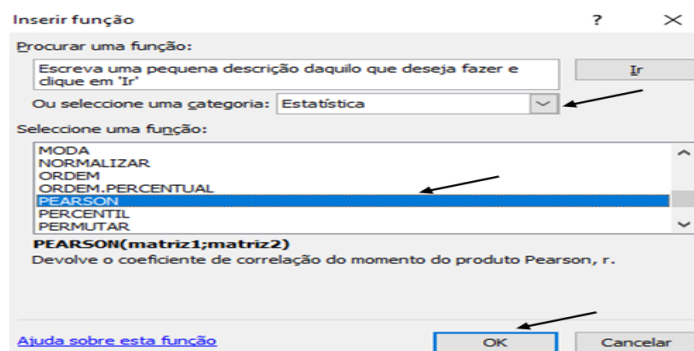 Inserir função ? ×
Procurar uma função:
Escreva uma pequena descrição daquilo que deseja fazer e
clique em 'Ir'
Ir
Ou seleccione uma categoria: Estatística
Seleccione uma função:
MODA
NORMALIZAR
ORDEM
ORDEM.PERCENTUAL
PEARSON
PERCENTIL
PERMUTAR
PEARSON(matriz1;matriz2)
Devolve o coeficiente de correlação do momento do produto Pearson, r.
Ajuda sobre esta função
OK
Cancelar